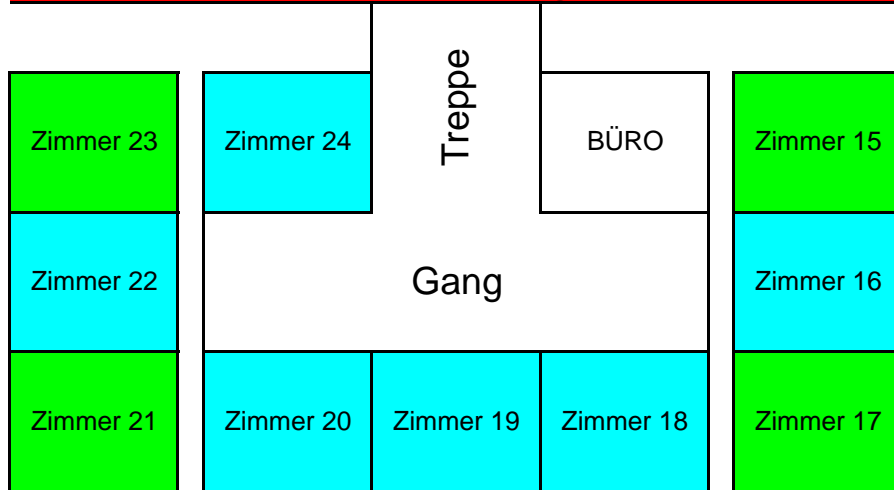 Treppe
Zimmer 23
Zimmer 24
BÜRO
Zimmer 15
Zimmer 22
Gang
Zimmer 16
Zimmer 21
Zimmer 20
Zimmer 19
Zimmer 18
Zimmer 17